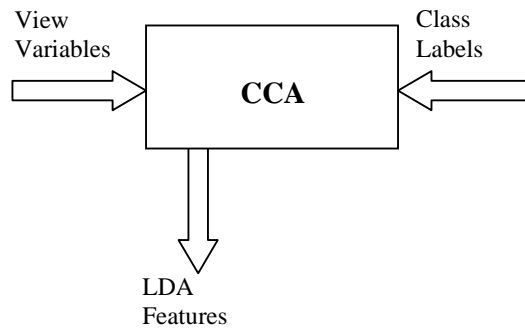 View
Variables
Class
Labels
CCA
LDA
Features